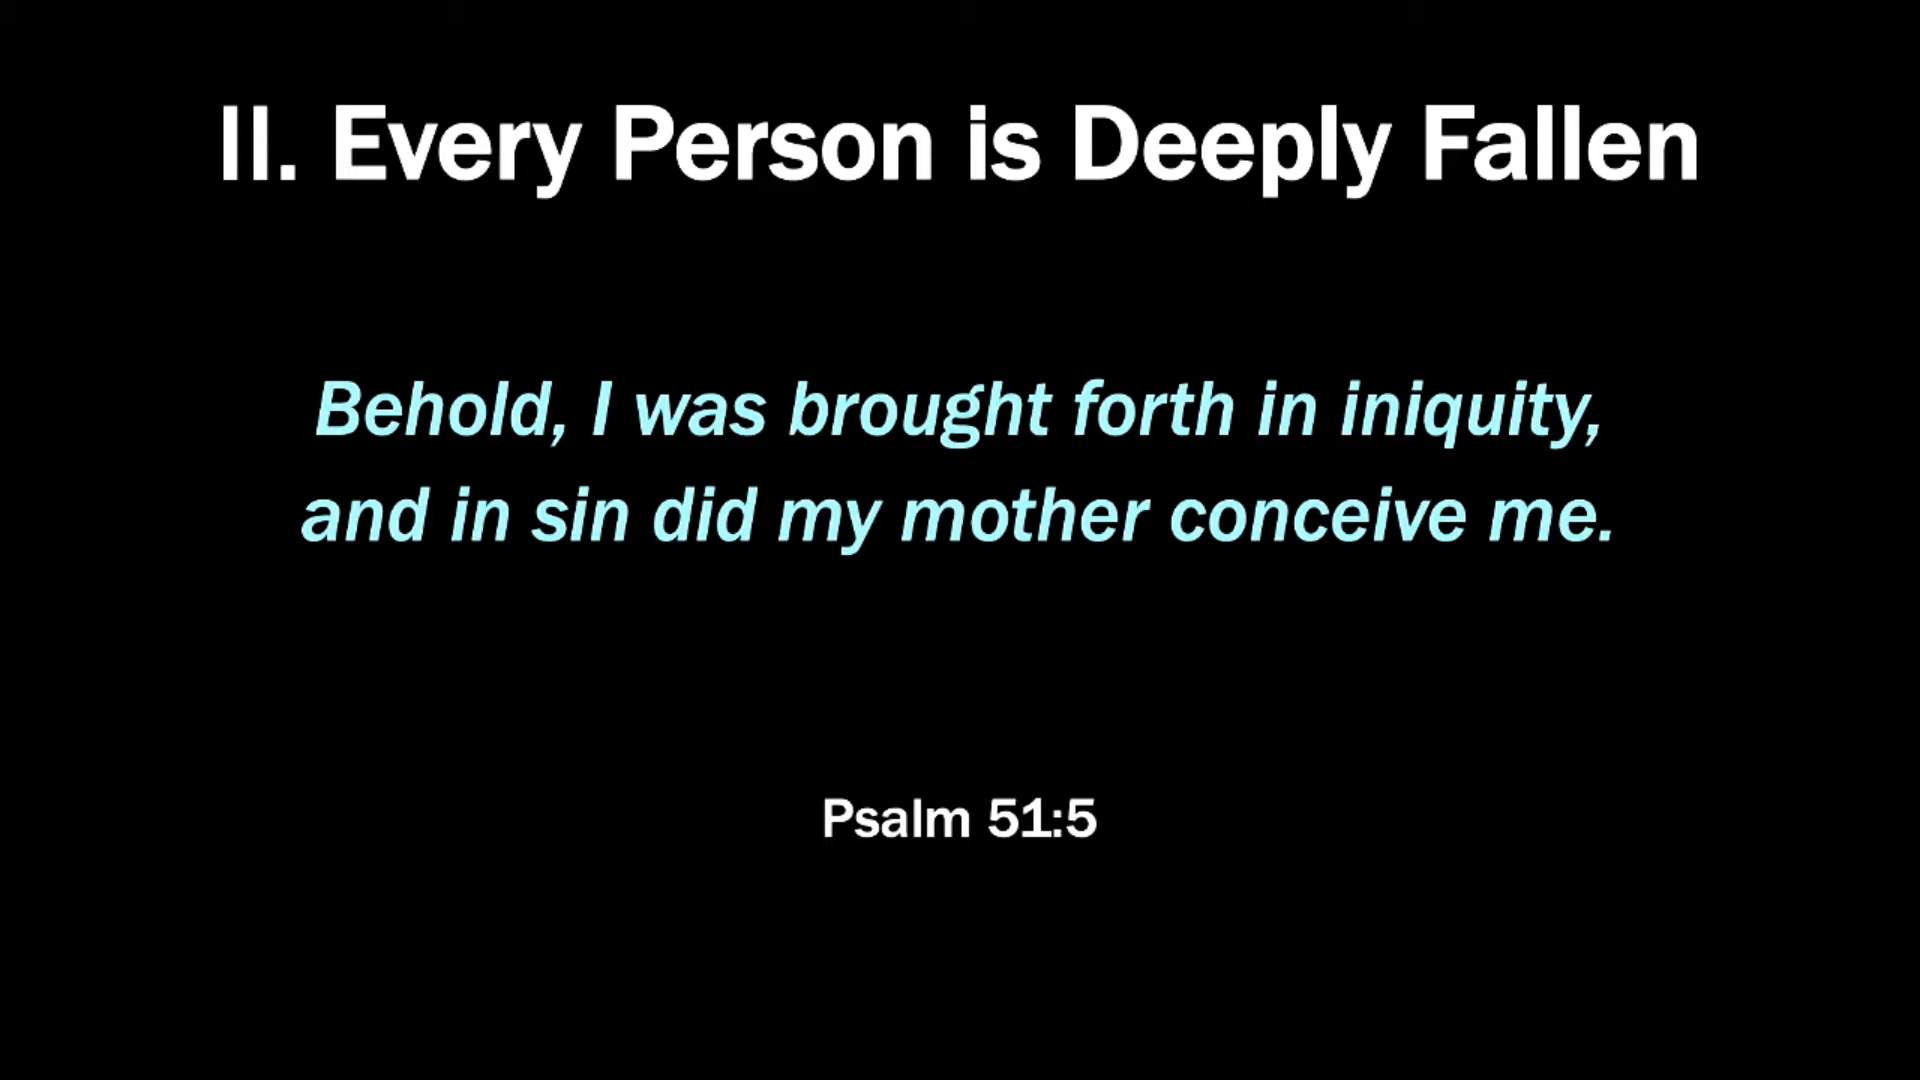 II. Every Person is Deeply Fallen
Behold, I was brought forth in iniquity,
and in sin did my mother conceive me.
Psalm 51:5